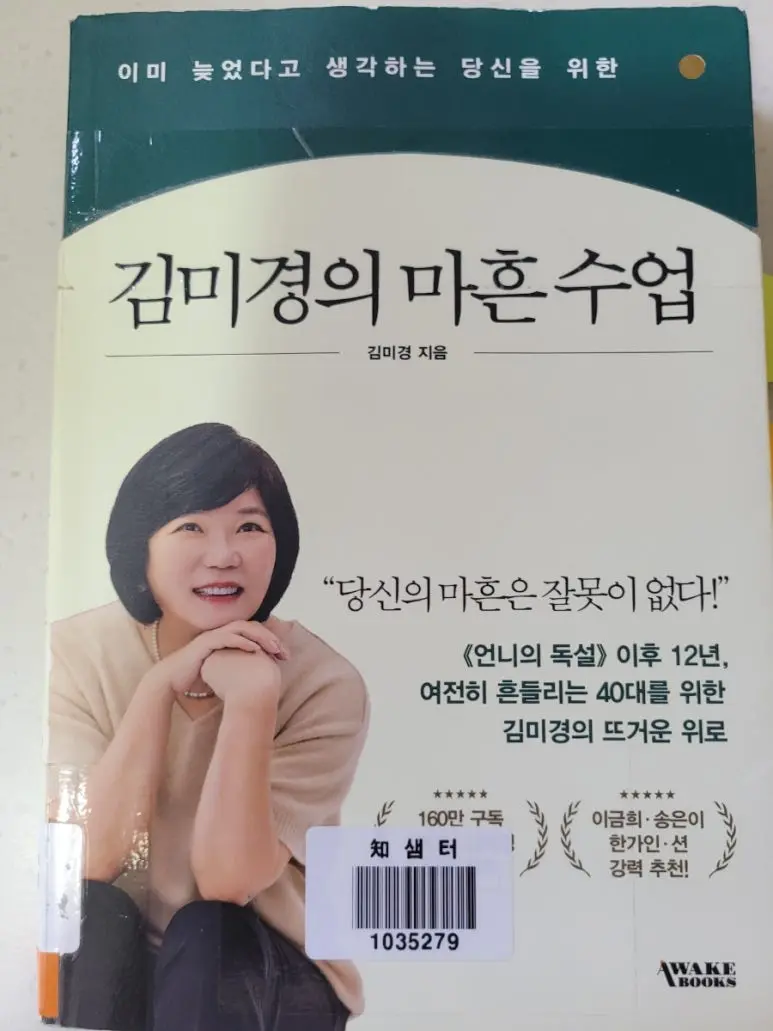 이미 늦었다고 생각하는 당신을 위한
김미경의 마흔 수업
김미경 지음
“당신의 마흔은 잘못이 없다!”
《언니의 독설》 이후 12년,
여전히 흔들리는 40대를 위한
김미경의 뜨거운 위로
★★★★★
160만 구독
★★★★★
이금희·송은이
한가인·션
강력 추천!
知 샘 터
1035279
AWAKE
BOOKS